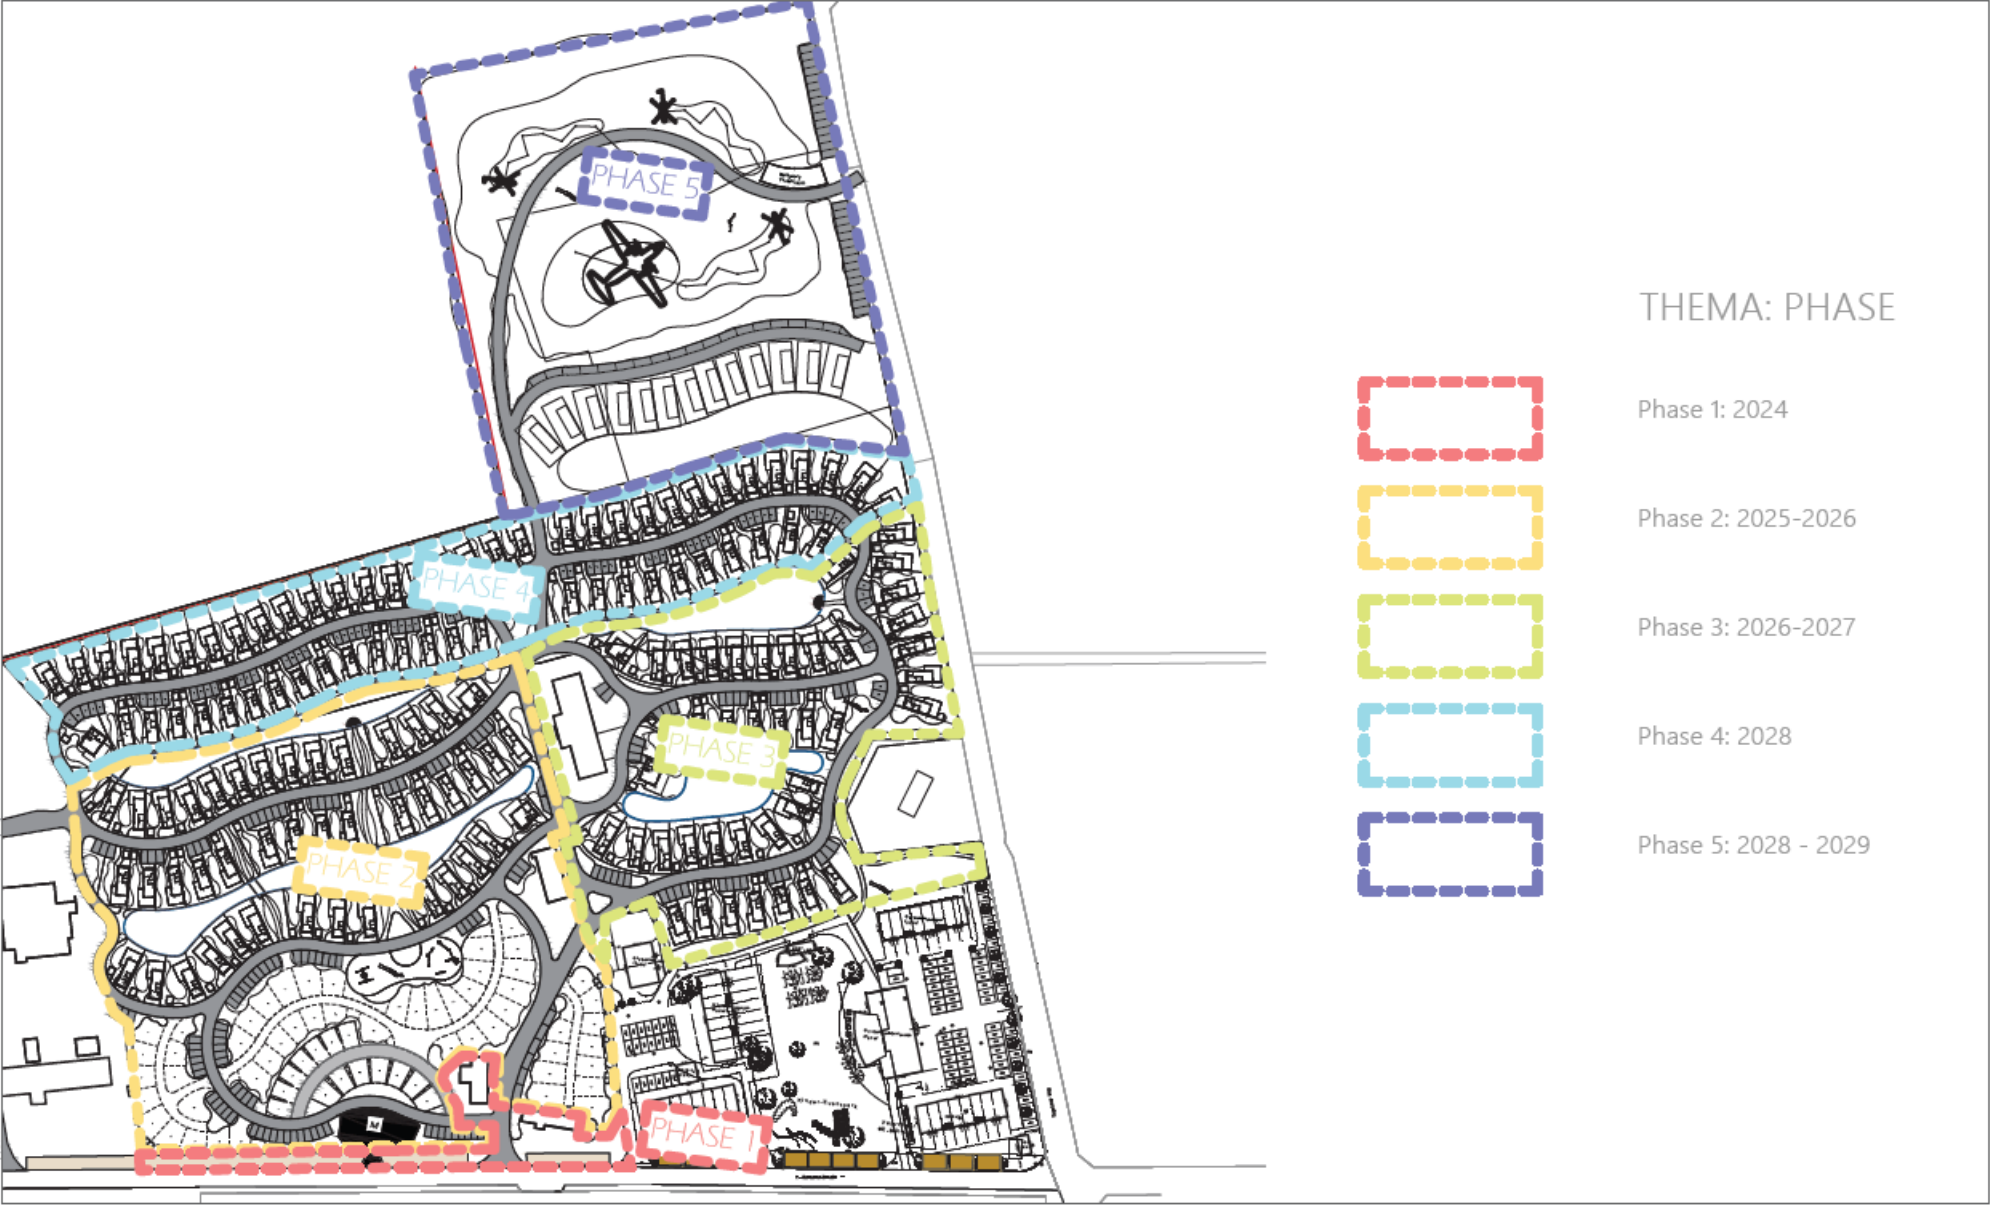 PHASE 5
THEMA: PHASE
Phase 1: 2024
Phase 2: 2025-2026
PHASE 4
Phase 3: 2026-2027
Phase 4: 2028
PHASE 3
Phase 5: 2028 - 2029
PHASE 2
M
PHASE 1